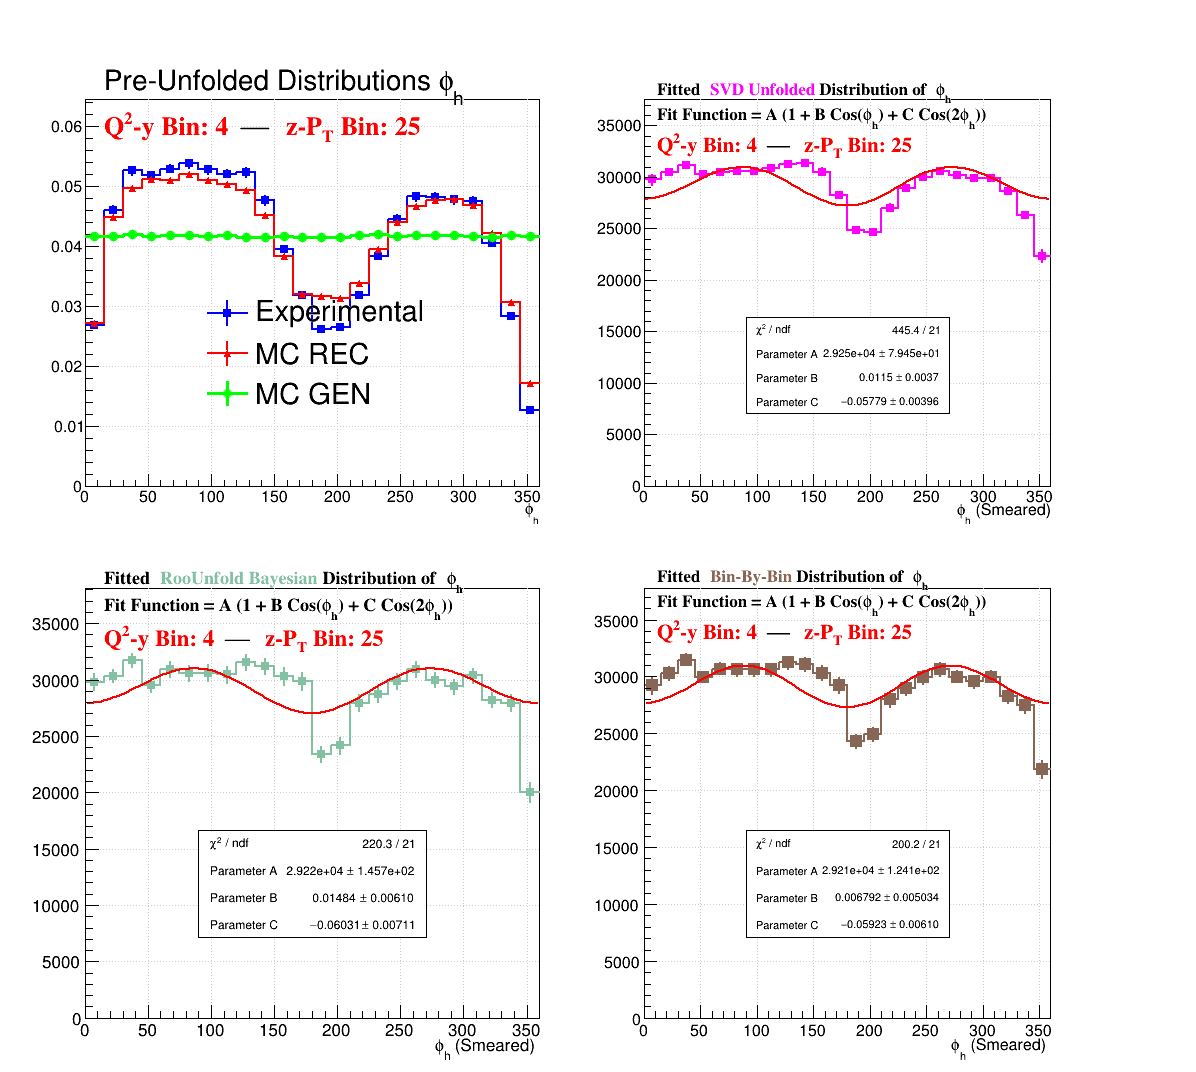 Pre-Unfolded Distributions ϕh
Q²-y Bin: 4 — z-PT Bin: 25
0.06
0.05
0.04
0.03
0.02
0.01
0
Experimental
MC REC
MC GEN
0 50 100 150 200 250 300 350
ϕh
Fitted SVD Unfolded Distribution of ϕh
Fit Function = A (1 + B Cos(ϕh) + C Cos(2ϕh))
Q²-y Bin: 4 — z-PT Bin: 25
35000
30000
25000
20000
15000
10000
5000
0
χ² / ndf 445.4 / 21
Parameter A 2.925e+04 ± 7.945e+01
Parameter B 0.0115 ± 0.0037
Parameter C −0.05779 ± 0.00396
0 50 100 150 200 250 300 350
ϕh (Smeared)
Fitted RooUnfold Bayesian Distribution of ϕh
Fit Function = A (1 + B Cos(ϕh) + C Cos(2ϕh))
Q²-y Bin: 4 — z-PT Bin: 25
35000
30000
25000
20000
15000
10000
5000
0
χ² / ndf 220.3 / 21
Parameter A 2.922e+04 ± 1.457e+02
Parameter B 0.01484 ± 0.00610
Parameter C −0.06031 ± 0.00711
0 50 100 150 200 250 300 350
ϕh (Smeared)
Fitted Bin-By-Bin Distribution of ϕh
Fit Function = A (1 + B Cos(ϕh) + C Cos(2ϕh))
Q²-y Bin: 4 — z-PT Bin: 25
35000
30000
25000
20000
15000
10000
5000
0
χ² / ndf 200.2 / 21
Parameter A 2.921e+04 ± 1.241e+02
Parameter B 0.006792 ± 0.005034
Parameter C −0.05923 ± 0.00610
0 50 100 150 200 250 300 350
ϕh (Smeared)